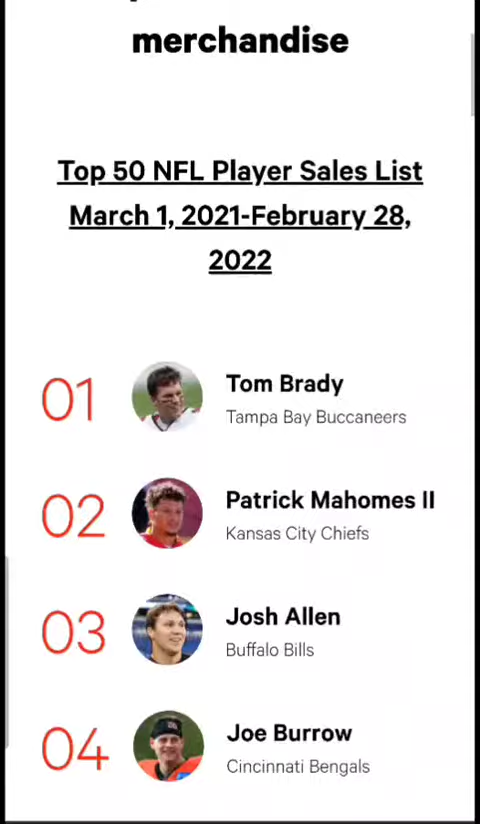 merchandise
Top 50 NFL Player Sales List
March 1, 2021-February 28,
2022
01
Tom Brady
Tampa Bay Buccaneers
02
Patrick Mahomes II
Kansas City Chiefs
03
Josh Allen
Buffalo Bills
04
Joe Burrow
Cincinnati Bengals